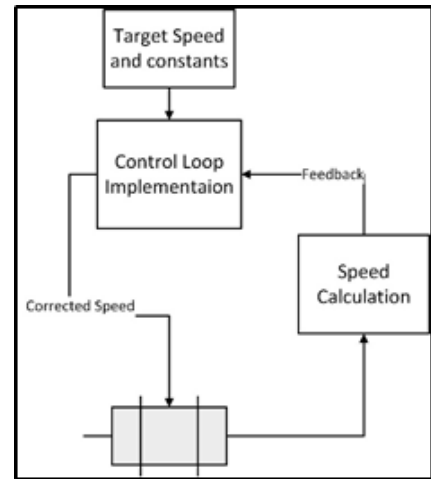 Target Speed
and constants
Control Loop
Implementaion
Feedback
Speed
Calculation
Corrected Speed